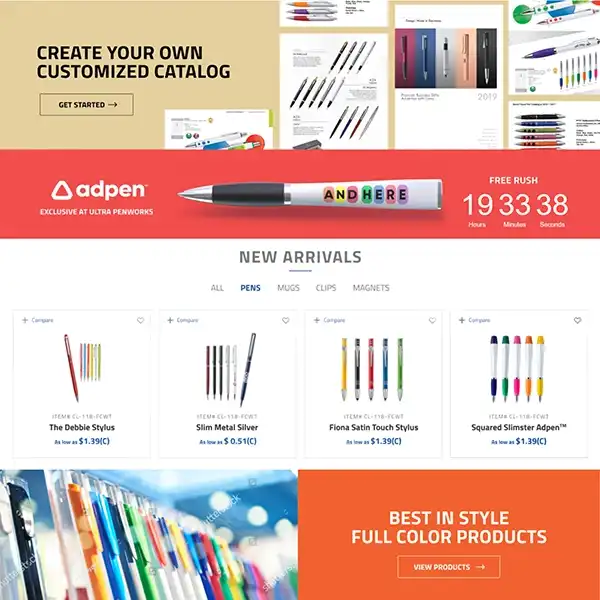 CREATE YOUR OWN
CUSTOMIZED CATALOG
GET STARTED →
2019
adpen™
EXCLUSIVE AT ULTRA PENWORKS
AND HERE
FREE RUSH
19 33 38
Hours Minutes Seconds
NEW ARRIVALS
ALL PENS MUGS CLIPS MAGNETS
+ Compare
+ Compare
+ Compare
+ Compare
ITEM# CL-118-FCWT
The Debbie Stylus
As low as $1.39(C)
ITEM# CL-118-FCWT
Slim Metal Silver
As low as $ 0.51(C)
ITEM# CL-118-FCWT
Fiona Satin Touch Stylus
As low as $1.39(C)
ITEM# CL-118-FCWT
Squared Slimster Adpen™
As low as $1.39(C)
shutterstock
BEST IN STYLE
FULL COLOR PRODUCTS
VIEW PRODUCTS →